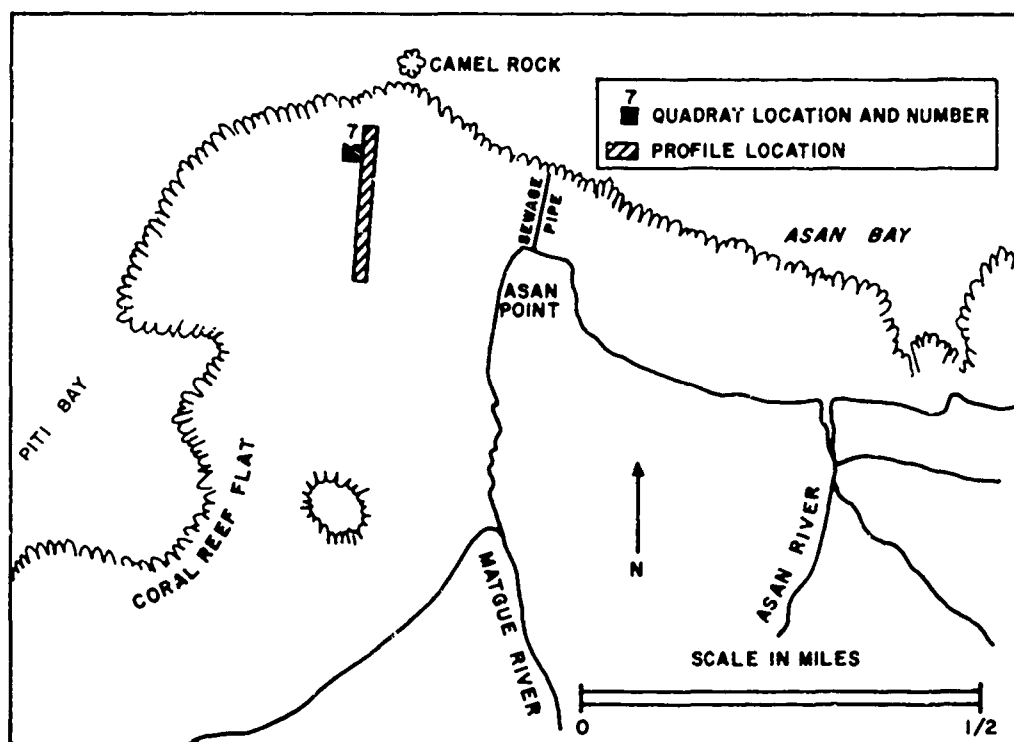 CAMEL ROCK
7
QUADRAT LOCATION AND NUMBER
PROFILE LOCATION
7
SEWAGE
PIPE
ASAN BAY
ASAN
POINT
PITI BAY
CORAL REEF FLAT
N
MATGUE RIVER
ASAN RIVER
SCALE IN MILES
0
1/2